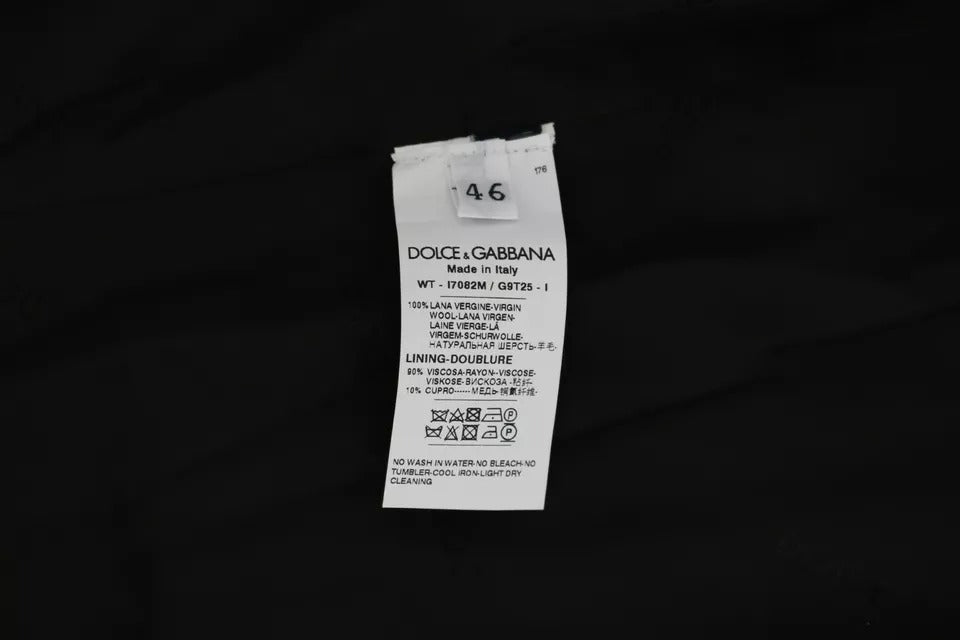 176
46
DOLCE & GABBANA
Made in Italy
WT - I7082M / G9T25 - I
100% LANA VERGINE-VIRGIN
WOOL-LANA VIRGEN-
LAINE VIERGE-LÃ
VIRGEM-SCHURWOLLE-
НАТУРАЛЬНАЯ ШЕРСТЬ-羊毛-
LINING-DOUBLURE
90% VISCOSA-RAYON--VISCOSE-
VISKOSE-ВИСКОЗА -粘纤-
10% CUPRO------МЕДЬ-铜氨纤维-
NO WASH IN WATER-NO BLEACH-NO
TUMBLER-COOL IRON-LIGHT DRY
CLEANING